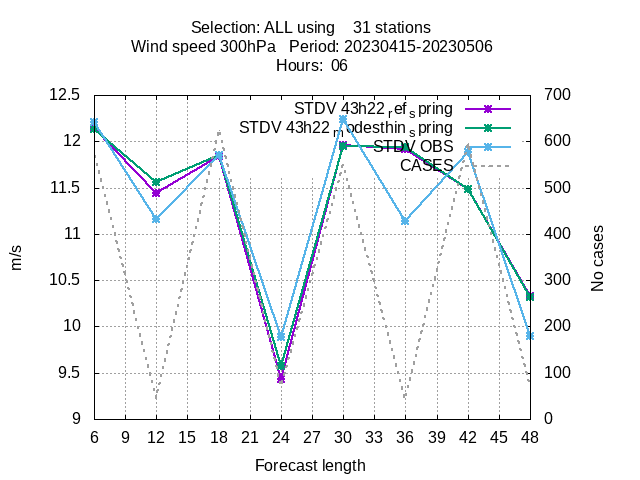 Selection: ALL using    31 stations
Wind speed 300hPa   Period: 20230415-20230506
Hours:  06
12.5
12
11.5
11
10.5
10
9.5
9
700
600
500
400
300
200
100
0
STDV 43h22_ref_spring
STDV 43h22_modesthin_spring
STDV OBS
CASES
m/s
No cases
6 9 12 15 18 21 24 27 30 33 36 39 42 45 48
Forecast length